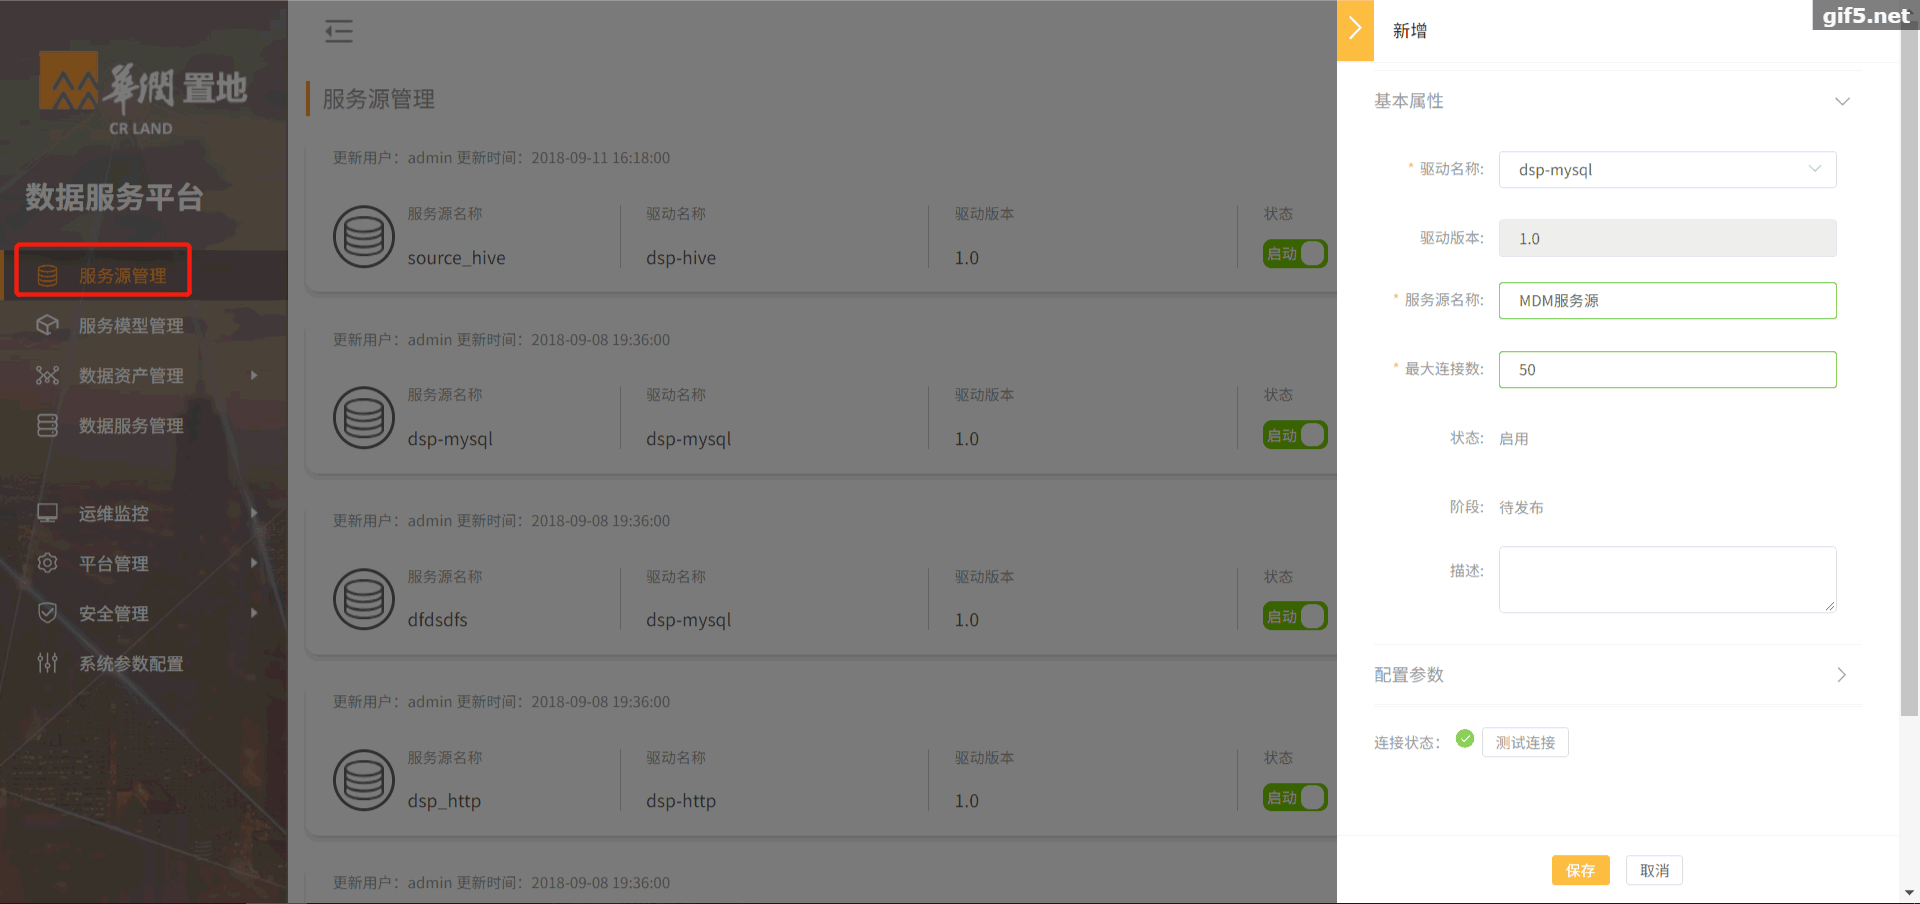 華潤 置地
CR LAND
数据服务平台
服务源管理
服务模型管理
数据资产管理
数据服务管理
运维监控
平台管理
安全管理
系统参数配置
服务源管理
更新用户：admin 更新时间：2018-09-11 16:18:00
服务源名称 驱动名称 驱动版本 状态
source_hive dsp-hive 1.0 启动
更新用户：admin 更新时间：2018-09-08 19:36:00
服务源名称 驱动名称 驱动版本 状态
dsp-mysql dsp-mysql 1.0 启动
更新用户：admin 更新时间：2018-09-08 19:36:00
服务源名称 驱动名称 驱动版本 状态
dfdsdfs dsp-mysql 1.0 启动
更新用户：admin 更新时间：2018-09-08 19:36:00
服务源名称 驱动名称 驱动版本 状态
dsp_http dsp-http 1.0 启动
更新用户：admin 更新时间：2018-09-08 19:36:00
新增
gif5.net
基本属性
* 驱动名称: dsp-mysql
驱动版本: 1.0
* 服务源名称: MDM服务源
* 最大连接数: 50
状态: 启用
阶段: 待发布
描述:
配置参数
连接状态： 测试连接
保存 取消